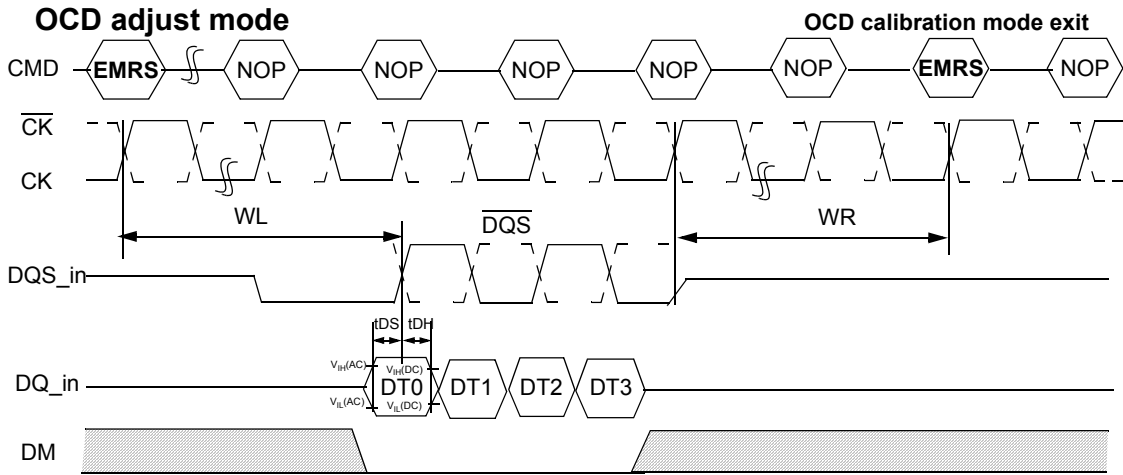 OCD adjust mode
OCD calibration mode exit
CMD EMRS NOP NOP NOP NOP NOP EMRS NOP
CK
CK
WL DQS WR
DQS_in
tDS tDH
VIH(AC) VIH(DC)
DQ_in DT0 DT1 DT2 DT3
VIL(AC) VIL(DC)
DM